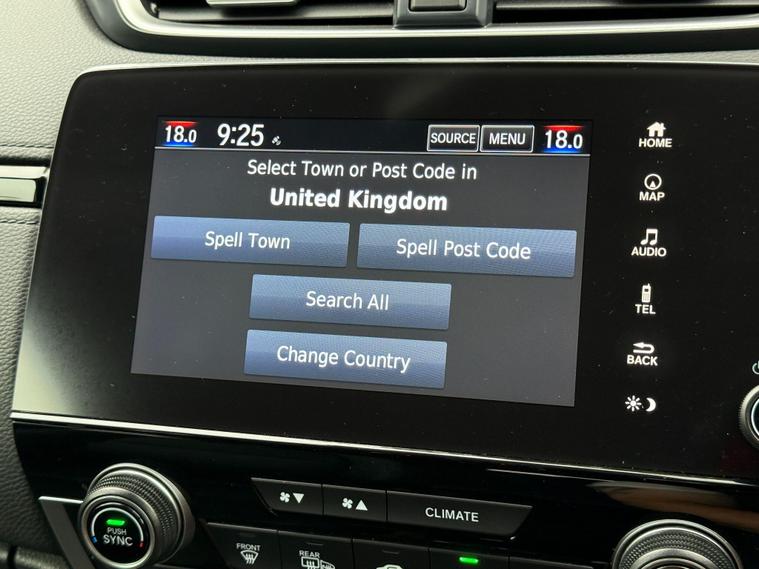 18.0 9:25 SOURCE MENU 18.0
Select Town or Post Code in
United Kingdom
Spell Town Spell Post Code
Search All
Change Country
HOME
MAP
AUDIO
TEL
BACK
CLIMATE
PUSH
SYNC
FRONT
REAR